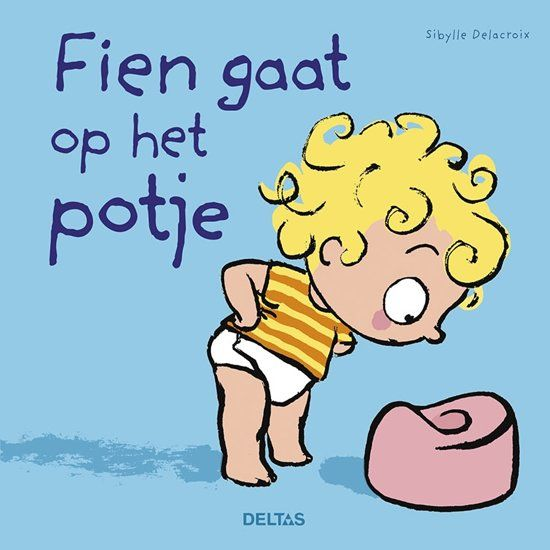 Sibylle Delacroix
Fien gaat
op het
potje
DELTAS